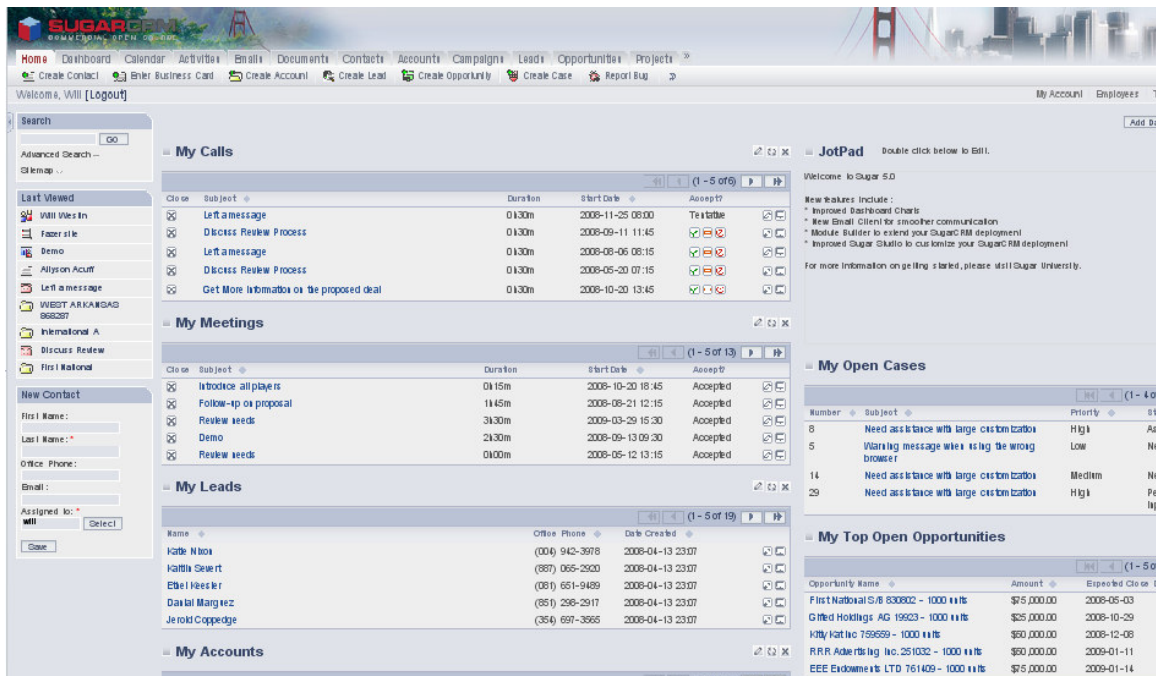 SUGARCRM
COMMERCIAL OPEN SOURCE
Home Dashboard Calendar Activities Emails Documents Contacts Accounts Campaigns Leads Opportunities Projects »
Create Contact Enter Business Card Create Account Create Lead Create Opportunity Create Case Report Bug
Welcome, Will [Logout]
My Account Employees
Search
GO
Advanced Search
Sitemap
Last Viewed
Will Westin
Fazer site
Demo
Allyson Acuff
Left a message
WEST ARKANSAS
868287
International A
Discuss Review
First National
New Contact
First Name:
Last Name: *
Office Phone:
Email:
Assigned to: *
will Select
Save
My Calls
(1 - 5 of 6)
Close Subject Duration Start Date Accept?
Left a message 0h30m 2008-11-25 08:00 Tentative
Discuss Review Process 0h30m 2008-09-11 11:45
Left a message 0h30m 2008-08-06 08:15
Discuss Review Process 0h30m 2008-05-20 07:15
Get More information on the proposed deal 0h30m 2008-10-20 13:45
My Meetings
(1 - 5 of 13)
Close Subject Duration Start Date Accept?
Introduce all players 0h15m 2008-10-20 18:45 Accepted
Follow-up on proposal 1h45m 2008-08-21 12:15 Accepted
Review needs 3h30m 2009-03-29 15:30 Accepted
Demo 2h30m 2008-09-13 09:30 Accepted
Review needs 0h00m 2008-05-12 13:15 Accepted
My Leads
(1 - 5 of 19)
Name Office Phone Date Created
Katie Nixon (004) 942-3978 2008-04-13 23:07
Kaitlin Severt (887) 065-2920 2008-04-13 23:07
Ethel Keesler (081) 651-9489 2008-04-13 23:07
Danial Marquez (851) 298-2917 2008-04-13 23:07
Jerold Coppedge (354) 697-3565 2008-04-13 23:07
My Accounts
Add
JotPad Double click below to Edit.
Welcome to Sugar 5.0
New features include :
* Improved Dashboard Charts
* New Email Client for smoother communication
* Module Builder to extend your SugarCRM deployment
* Improved Sugar Studio to customize your SugarCRM deployment
For more information on getting started, please visit Sugar University.
My Open Cases
(1 - 4
Number Subject Priority
8 Need assistance with large customization High
5 Warning message when using the wrong Low
browser
14 Need assistance with large customization Medium
29 Need assistance with large customization High
My Top Open Opportunities
(1 - 5
Opportunity Name Amount Expected Close
First National S/B 830802 - 1000 units $75,000.00 2008-05-03
Gifted Holdings AG 19923 - 1000 units $25,000.00 2008-10-29
Kitty Kat Inc 759559 - 1000 units $50,000.00 2008-12-08
RRR Advertising Inc. 251032 - 1000 units $50,000.00 2009-01-11
EEE Endowments LTD 761409 - 1000 units $75,000.00 2009-01-14